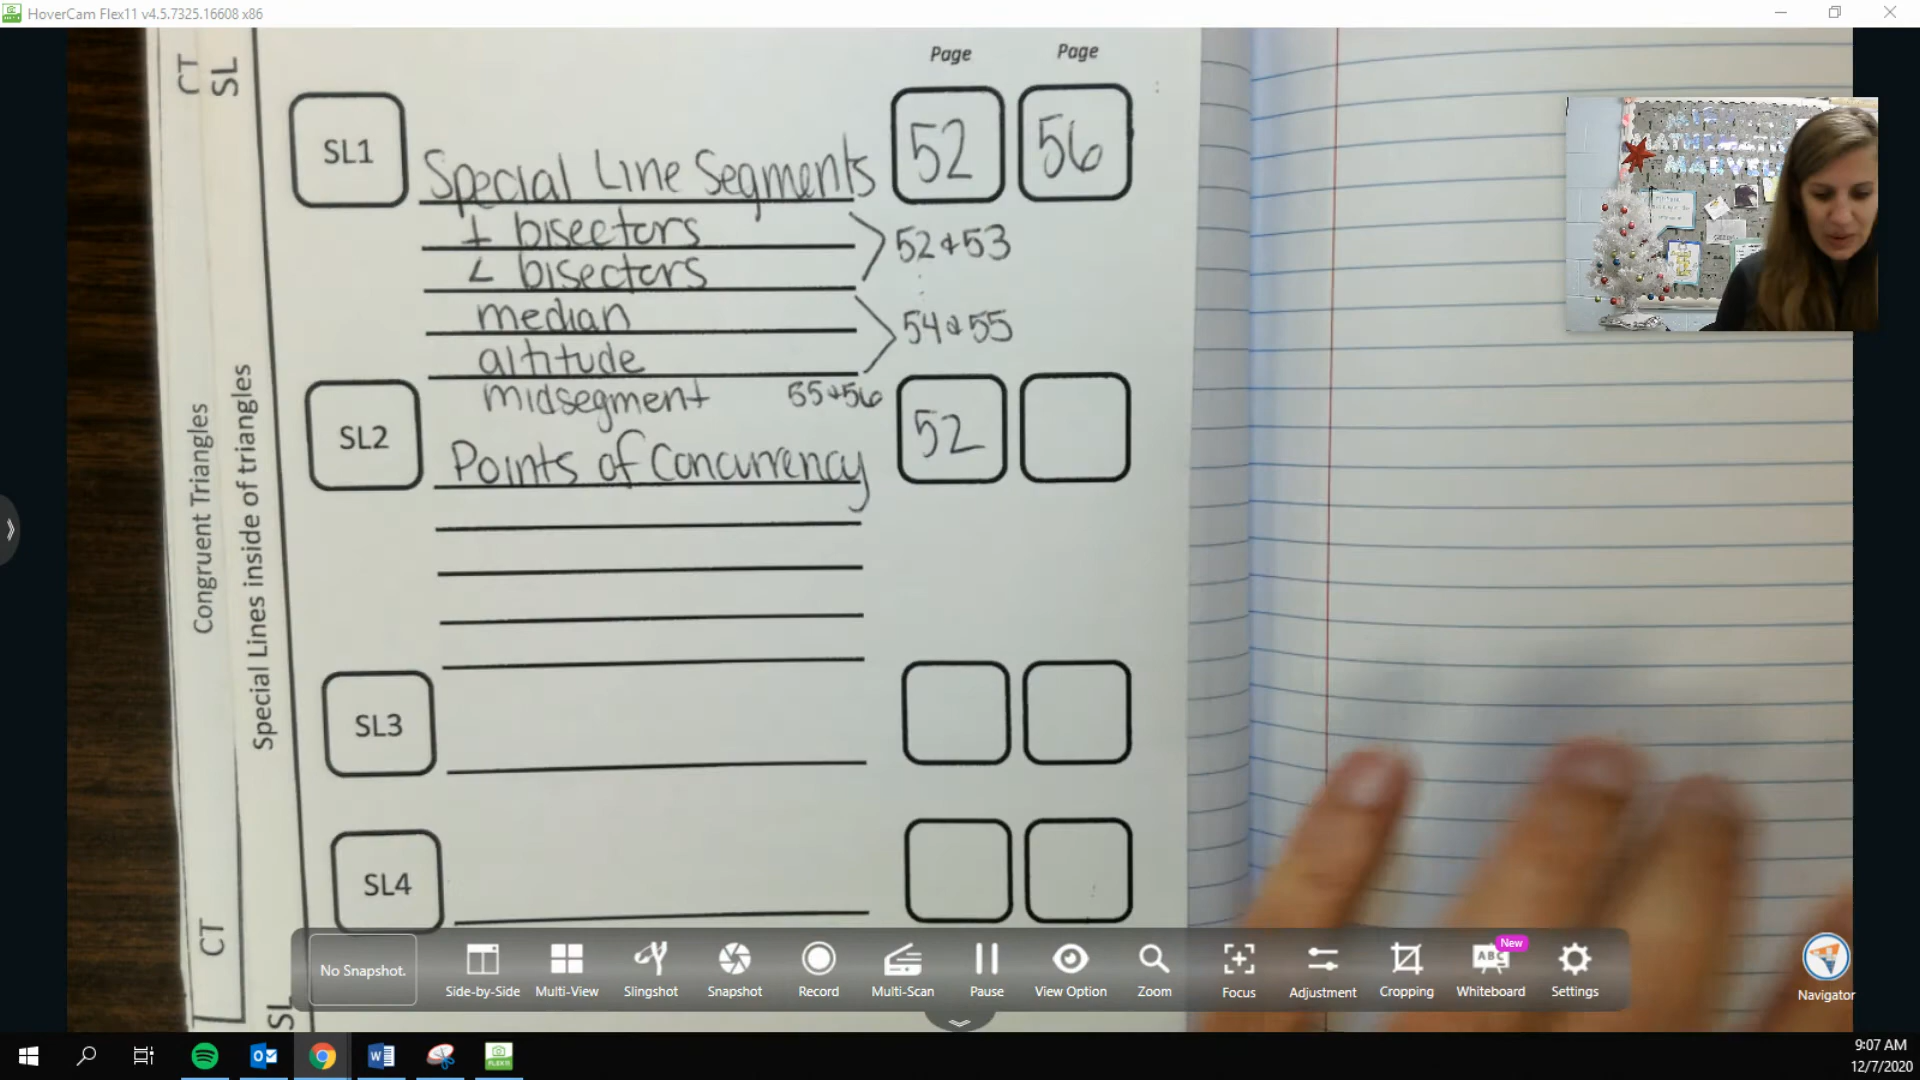 HoverCam Flex11 v4.5.7325.16608 x86
CT
SL
Page
Page
SL1
Special Line Segments
52
56
⊥ bisectors
∠ bisectors
52+53
median
altitude
54+55
midsegment
55+56
SL2
Points of Concurrency
52
SL3
SL4
Congruent Triangles
Special Lines inside of triangles
CT
SL
No Snapshot.
Side-by-Side
Multi-View
Slingshot
Snapshot
Record
Multi-Scan
Pause
View Option
Zoom
Focus
Adjustment
Cropping
New
ABC
Whiteboard
Settings
Navigator
FLEX11
9:07 AM
12/7/2020